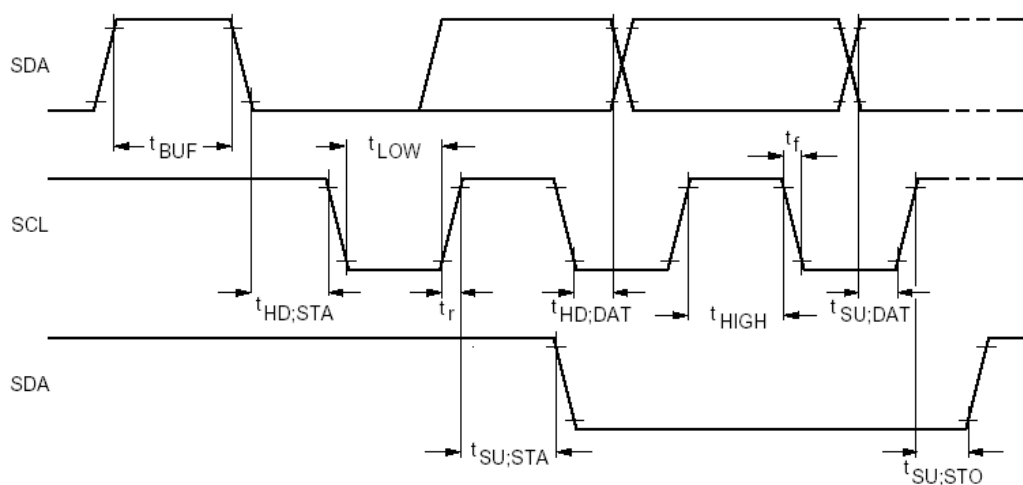 SDA
tBUF
tLOW
tf
SCL
tHD;STA
tr
tHD;DAT
tHIGH
tSU;DAT
SDA
tSU;STA
tSU;STO